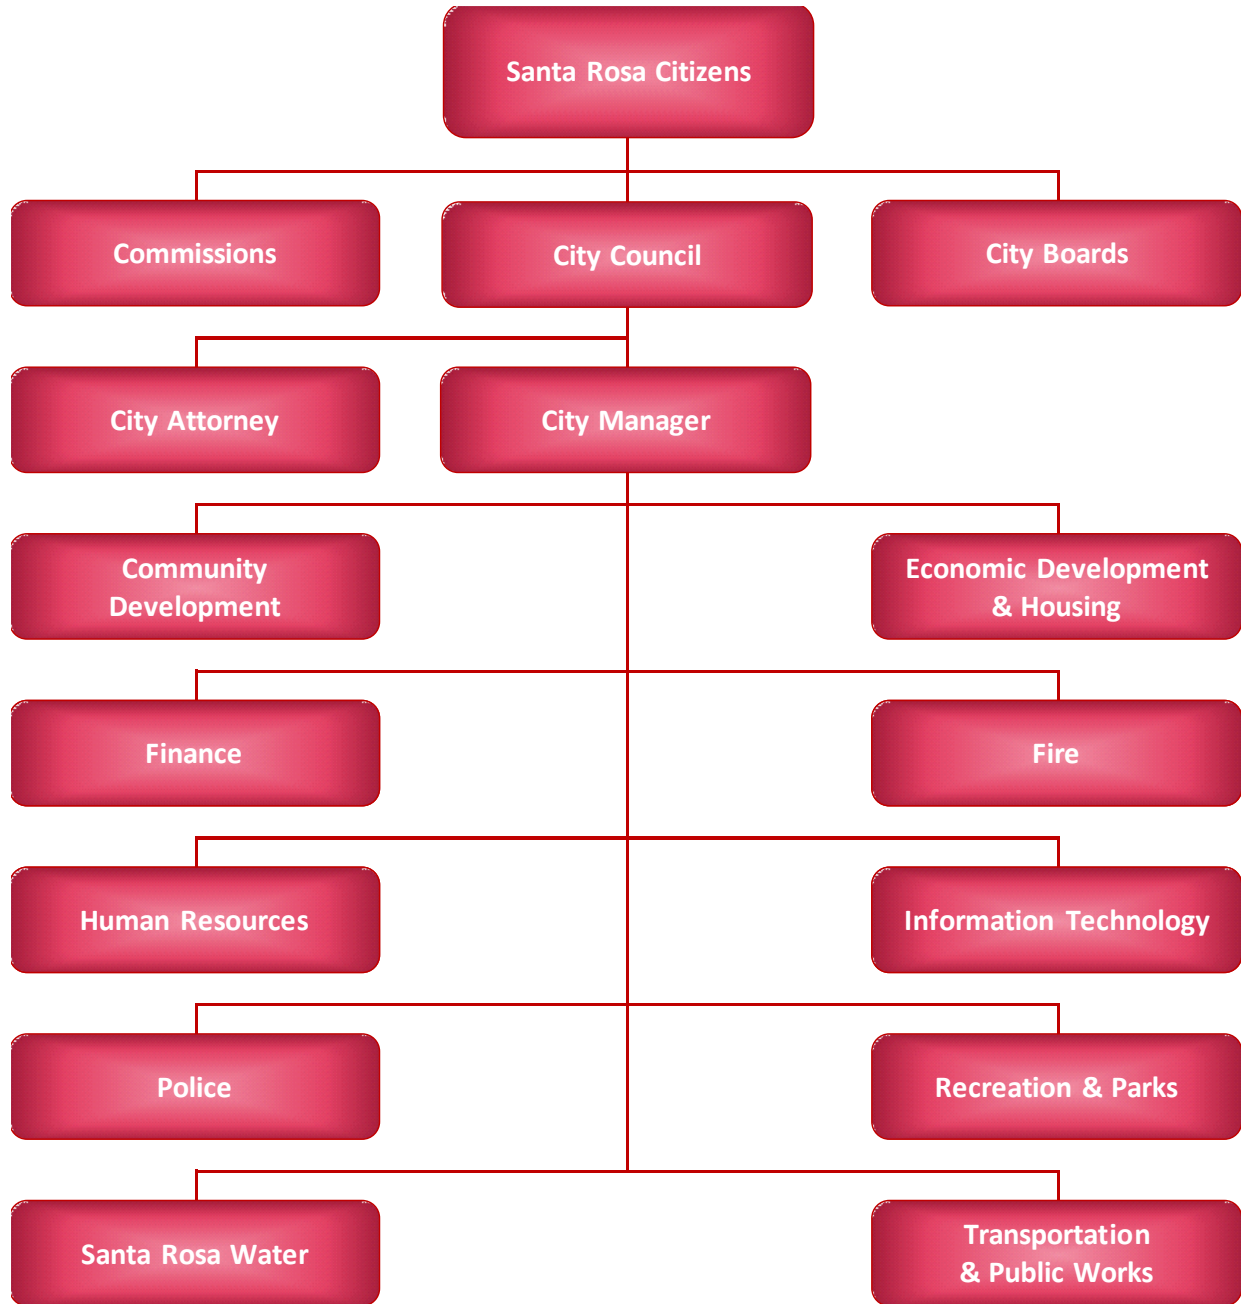 Santa Rosa Citizens
Commissions
City Council
City Boards
City Attorney
City Manager
Community
Development
Economic Development
& Housing
Finance
Fire
Human Resources
Information Technology
Police
Recreation & Parks
Santa Rosa Water
Transportation
& Public Works